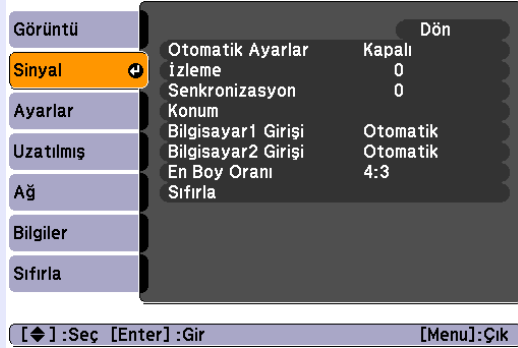 Görüntü
Sinyal
Ayarlar
Uzatılmış
Ağ
Bilgiler
Sıfırla
Dön
Otomatik Ayarlar Kapalı
İzleme 0
Senkronizasyon 0
Konum
Bilgisayar1 Girişi Otomatik
Bilgisayar2 Girişi Otomatik
En Boy Oranı 4:3
Sıfırla
[◆]:Seç [Enter]:Gir [Menu]:Çık